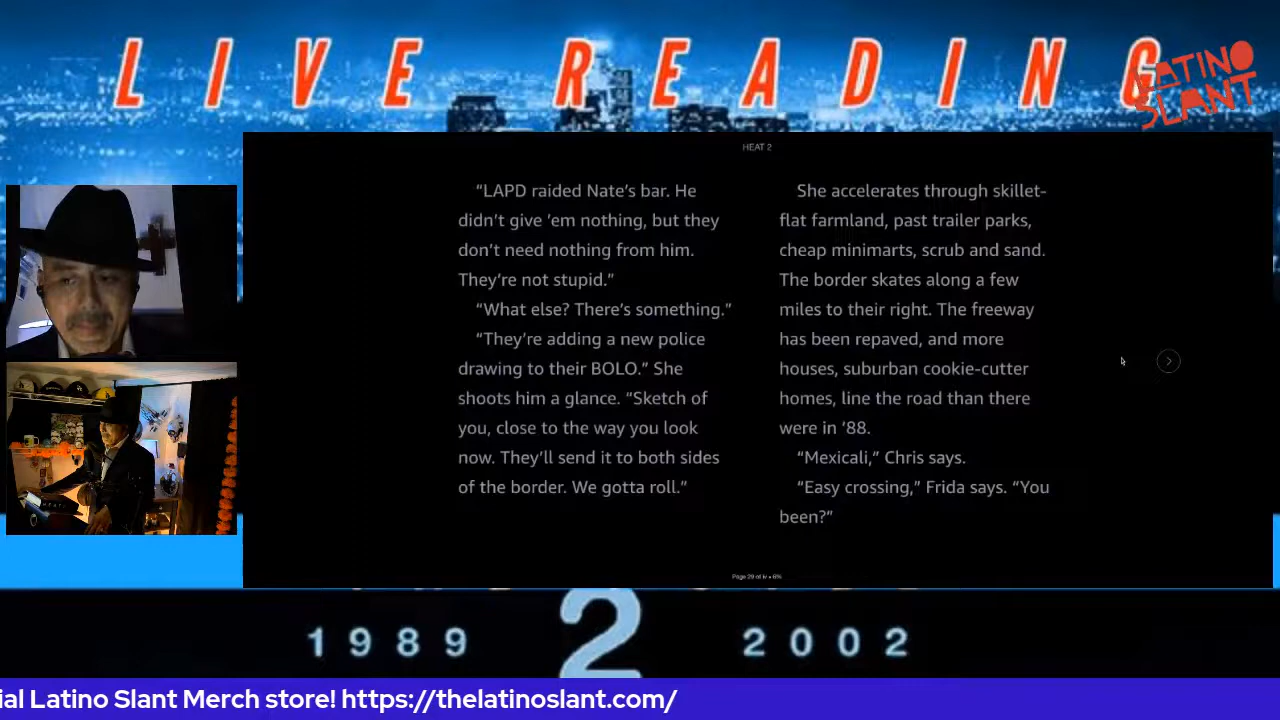 LIVE READING
LATINO
SLANT
HEAT 2
“LAPD raided Nate’s bar. He
didn’t give ’em nothing, but they
don’t need nothing from him.
They’re not stupid.”
“What else? There’s something.”
“They’re adding a new police
drawing to their BOLO.” She
shoots him a glance. “Sketch of
you, close to the way you look
now. They’ll send it to both sides
of the border. We gotta roll.”
She accelerates through skillet-
flat farmland, past trailer parks,
cheap minimarts, scrub and sand.
The border skates along a few
miles to their right. The freeway
has been repaved, and more
houses, suburban cookie-cutter
homes, line the road than there
were in ’88.
“Mexicali,” Chris says.
“Easy crossing,” Frida says. “You
been?”
Page 29 of iv • 6%
1989 2 2002
ial Latino Slant Merch store! https://thelatinoslant.com/